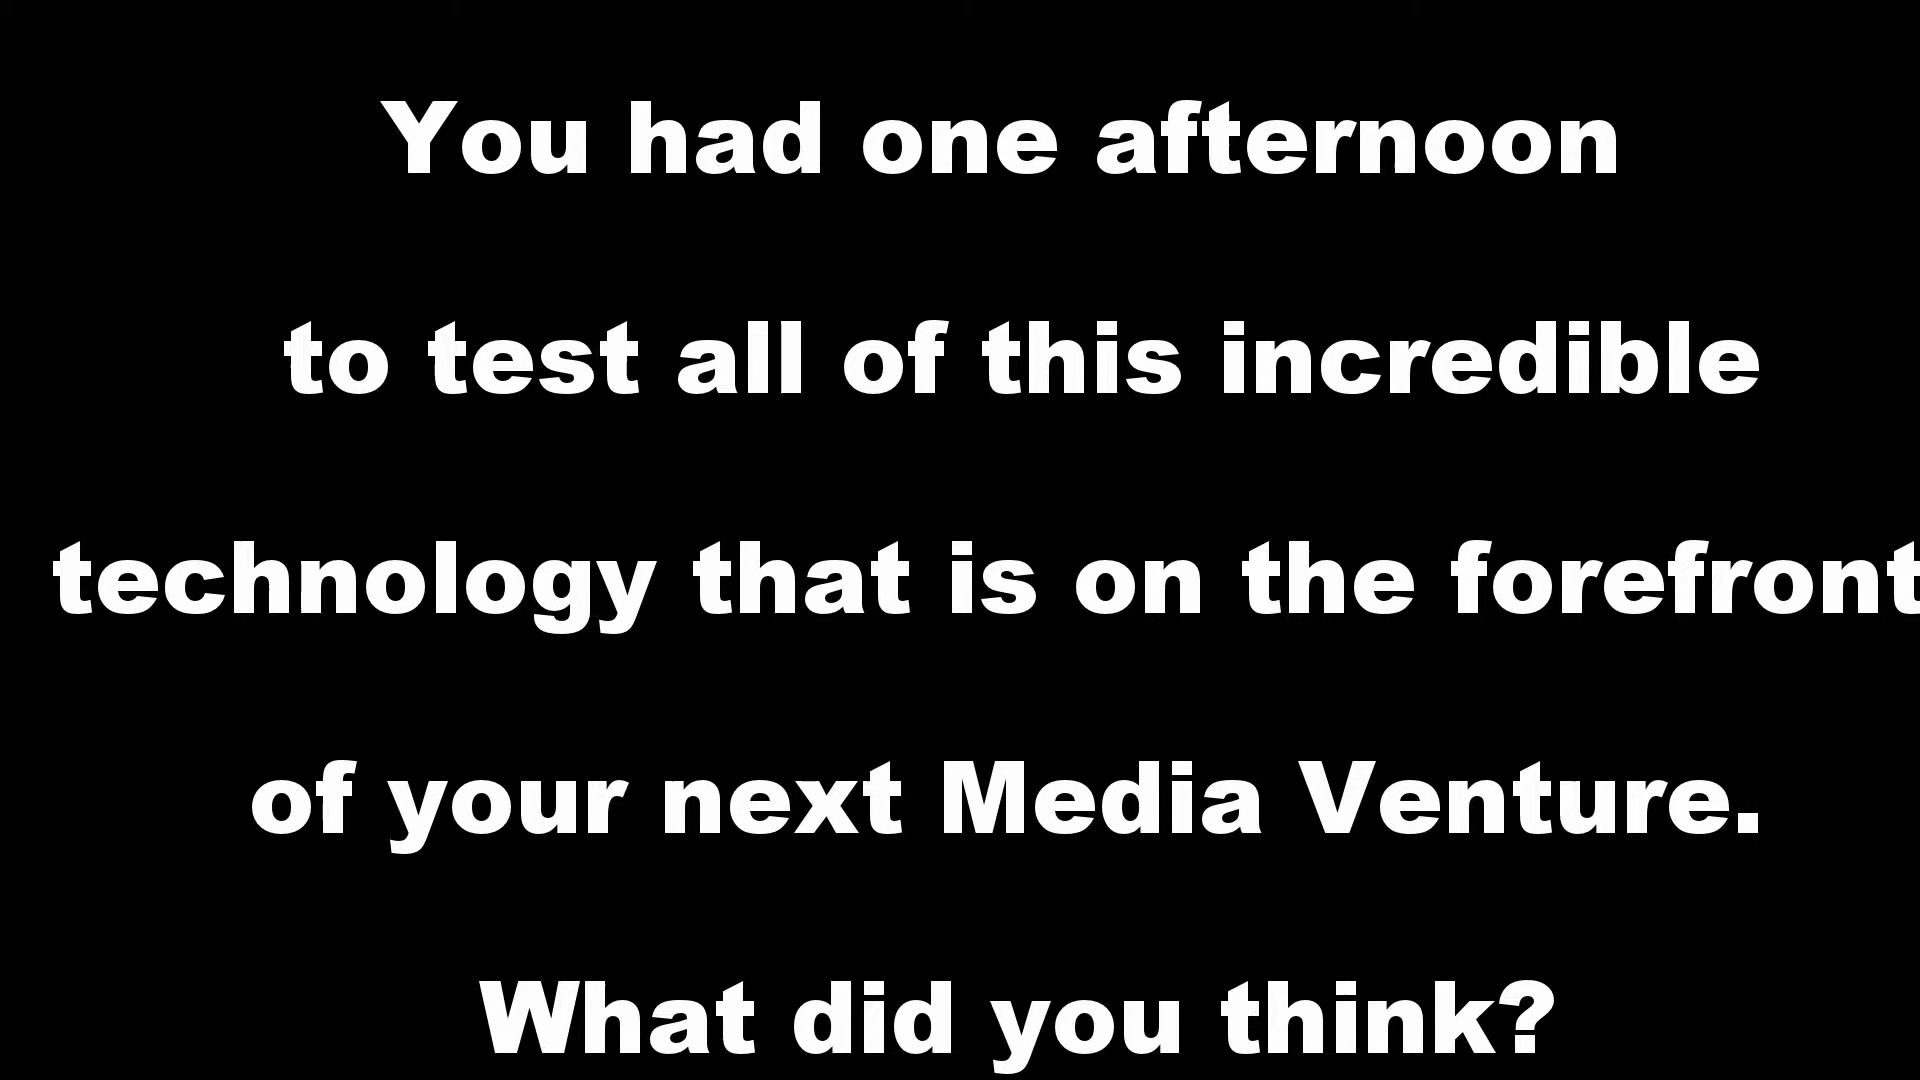 You had one afternoon
to test all of this incredible
technology that is on the forefront
of your next Media Venture.
What did you think?